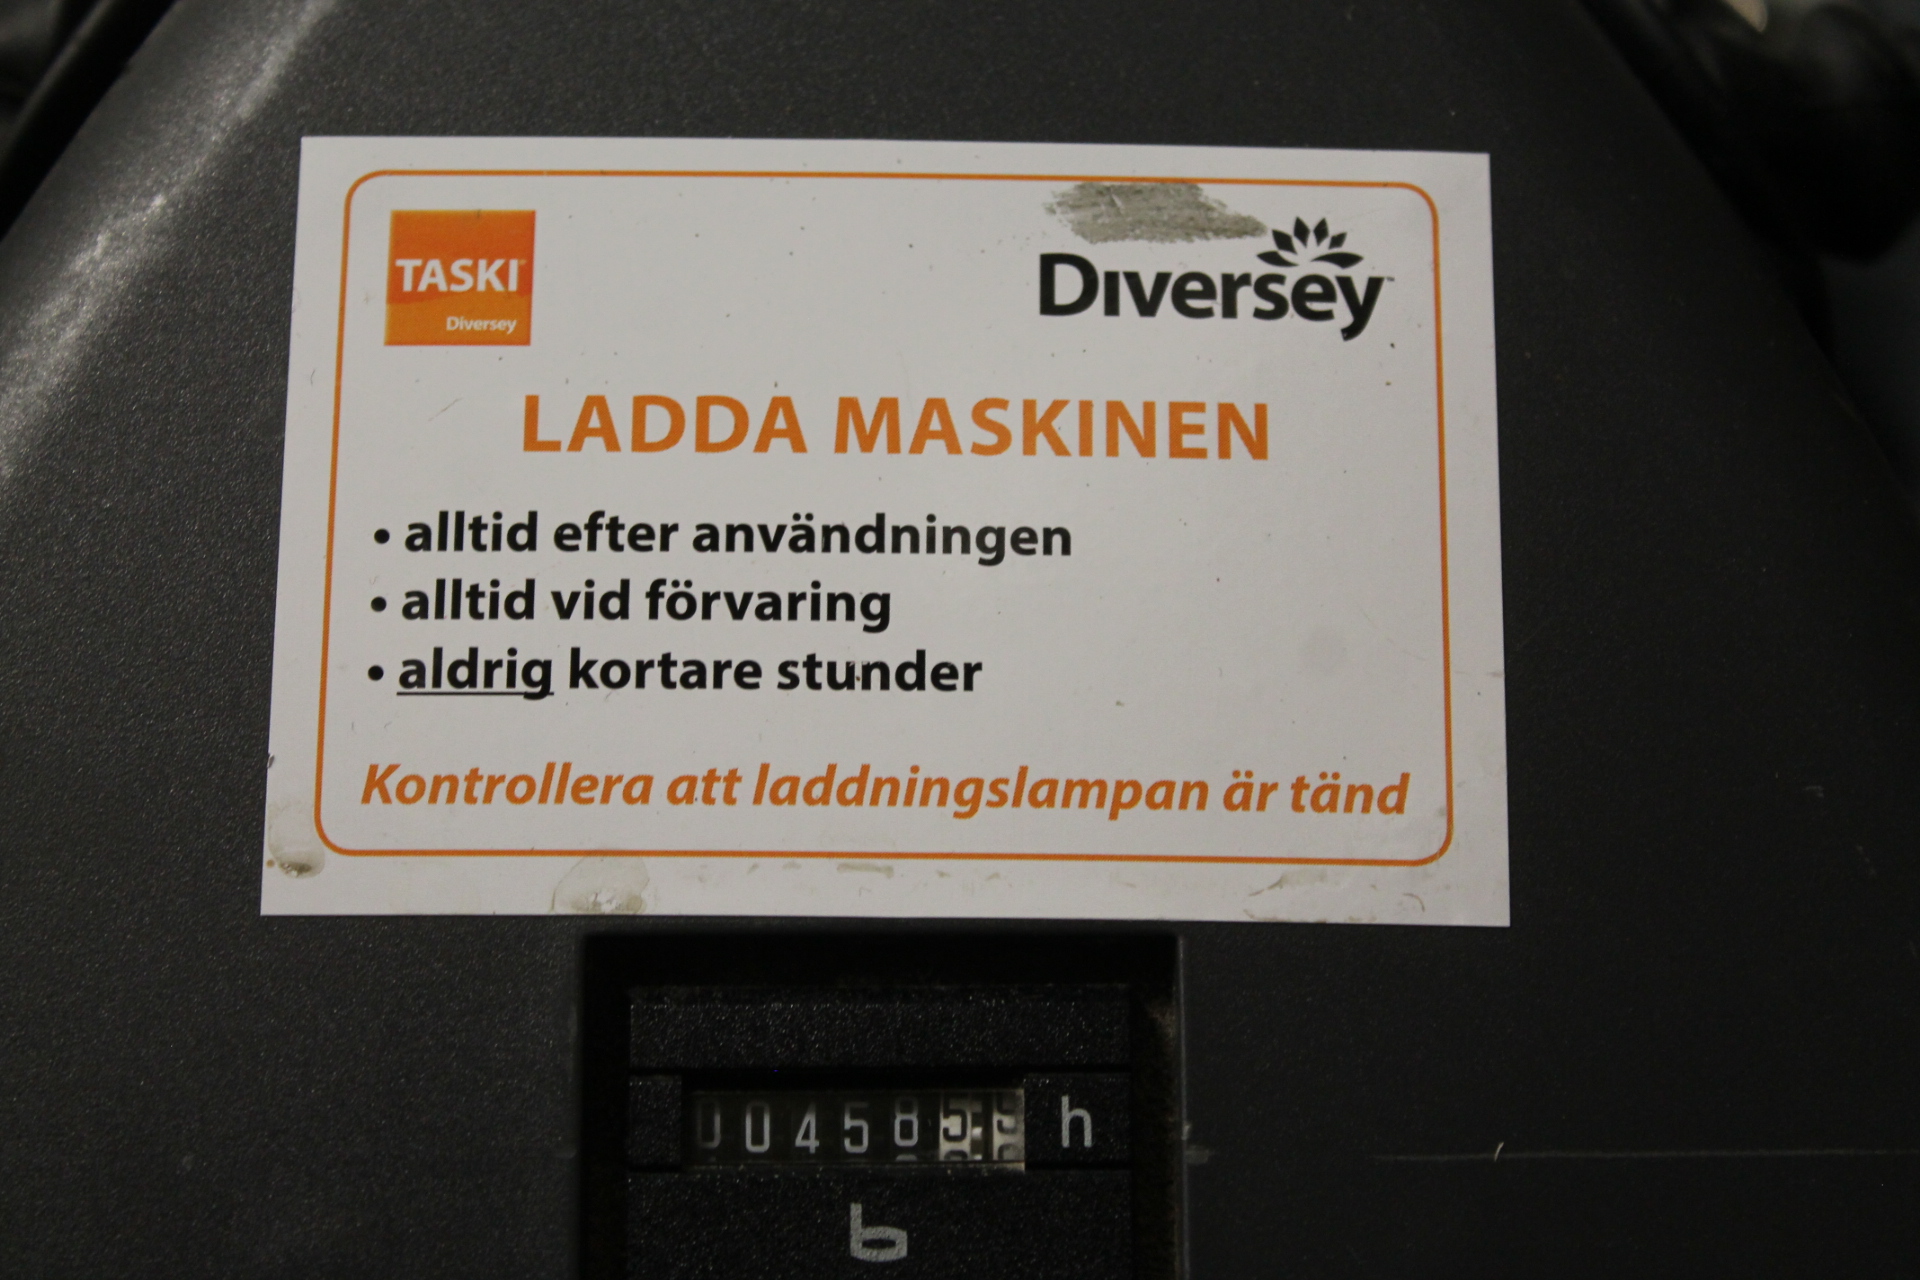 TASKI
Diversey
Diversey
LADDA MASKINEN
• alltid efter användningen
• alltid vid förvaring
• aldrig kortare stunder
Kontrollera att laddningslampan är tänd
h